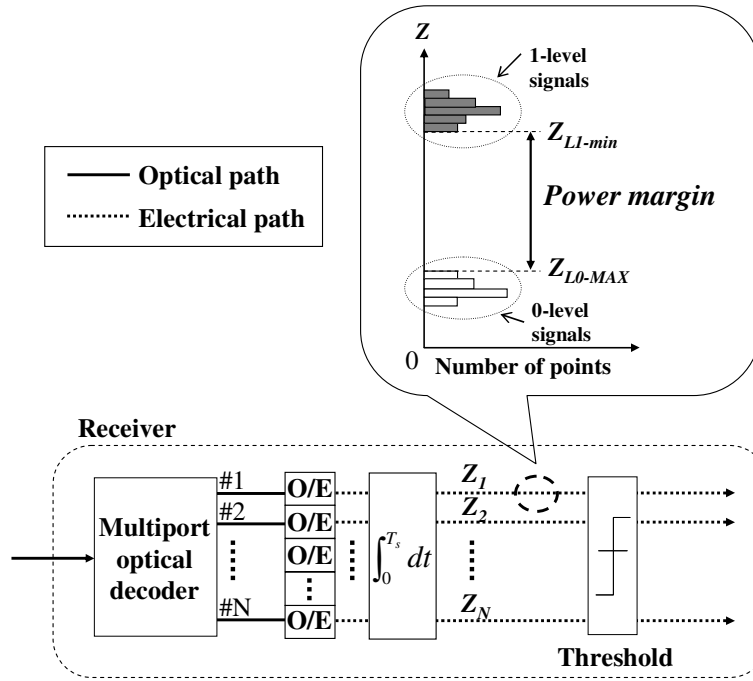 Z
1-level
signals
Z_{L1-min}
Optical path
Electrical path
Power margin
Z_{L0-MAX}
0-level
signals
0
Number of points
Receiver
Multiport
optical
decoder
#1
#2
#N
O/E
O/E
O/E
O/E
∫_0^{T_s} dt
Z_1
Z_2
Z_N
Threshold